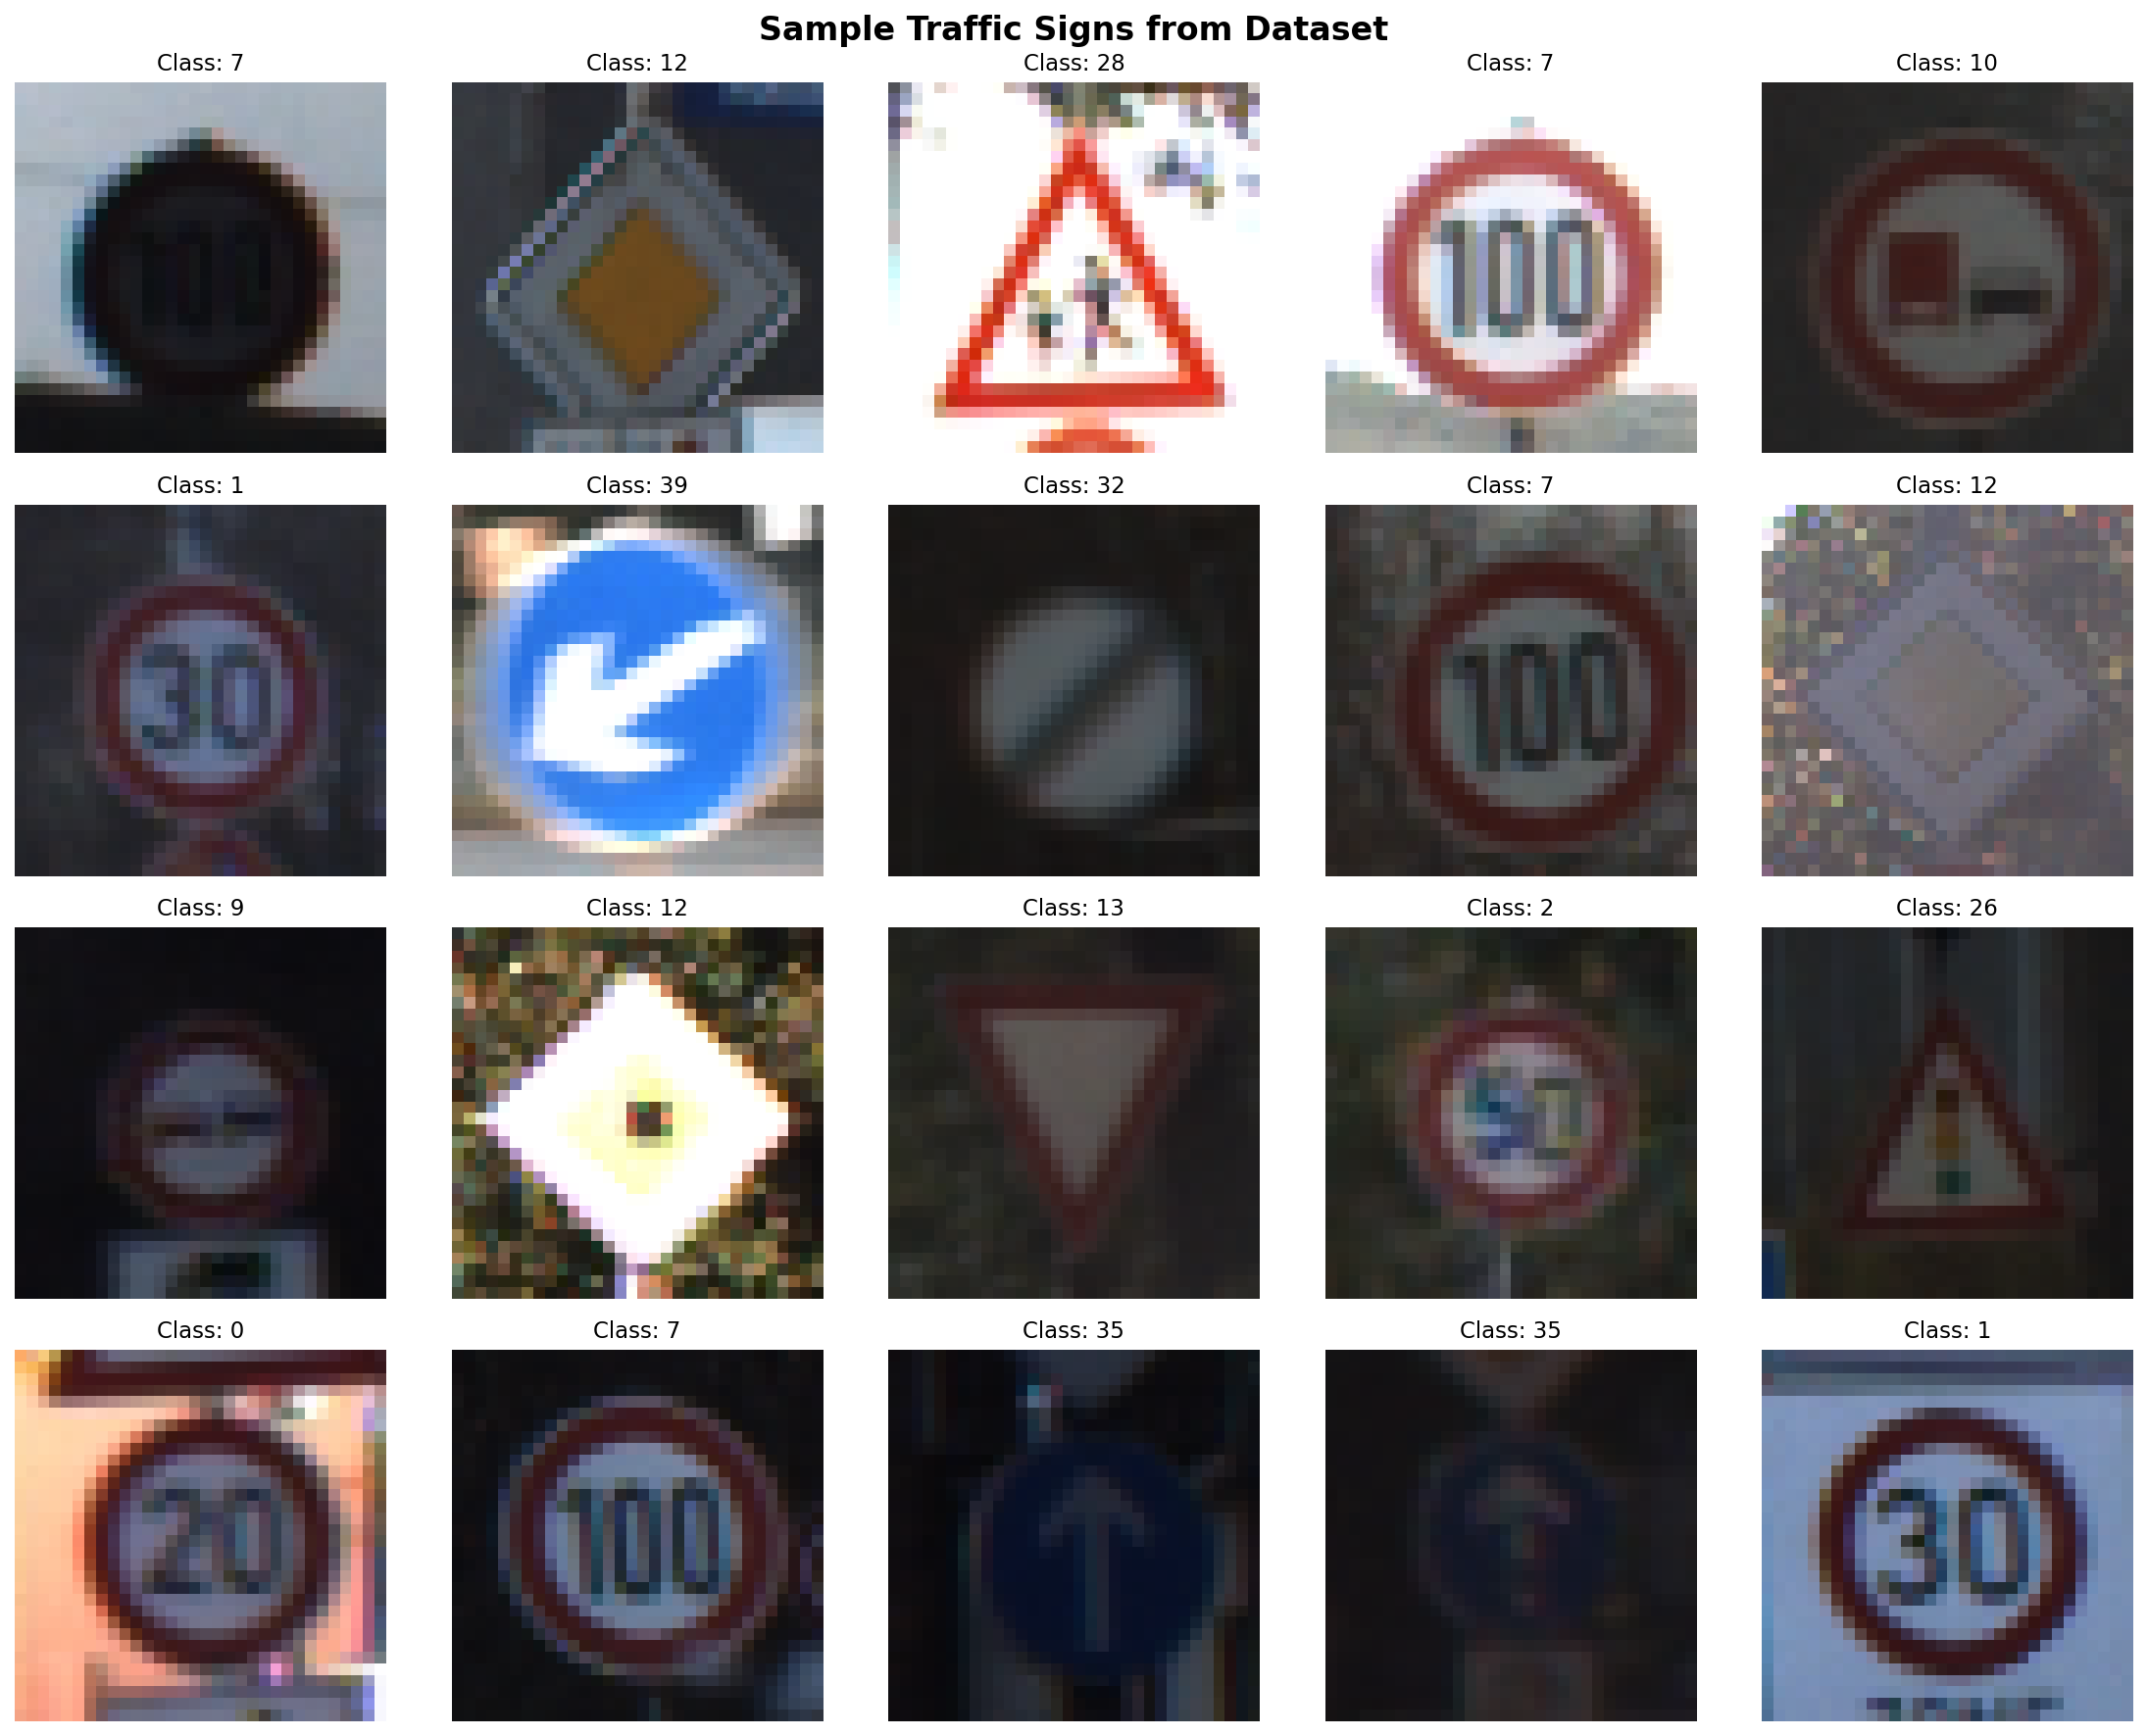 Sample Traffic Signs from Dataset
Class: 7
Class: 12
Class: 28
Class: 7
Class: 10
100
100
Class: 1
Class: 39
Class: 32
Class: 7
Class: 12
30
100
Class: 9
Class: 12
Class: 13
Class: 2
Class: 26
50
Class: 0
Class: 7
Class: 35
Class: 35
Class: 1
20
100
30